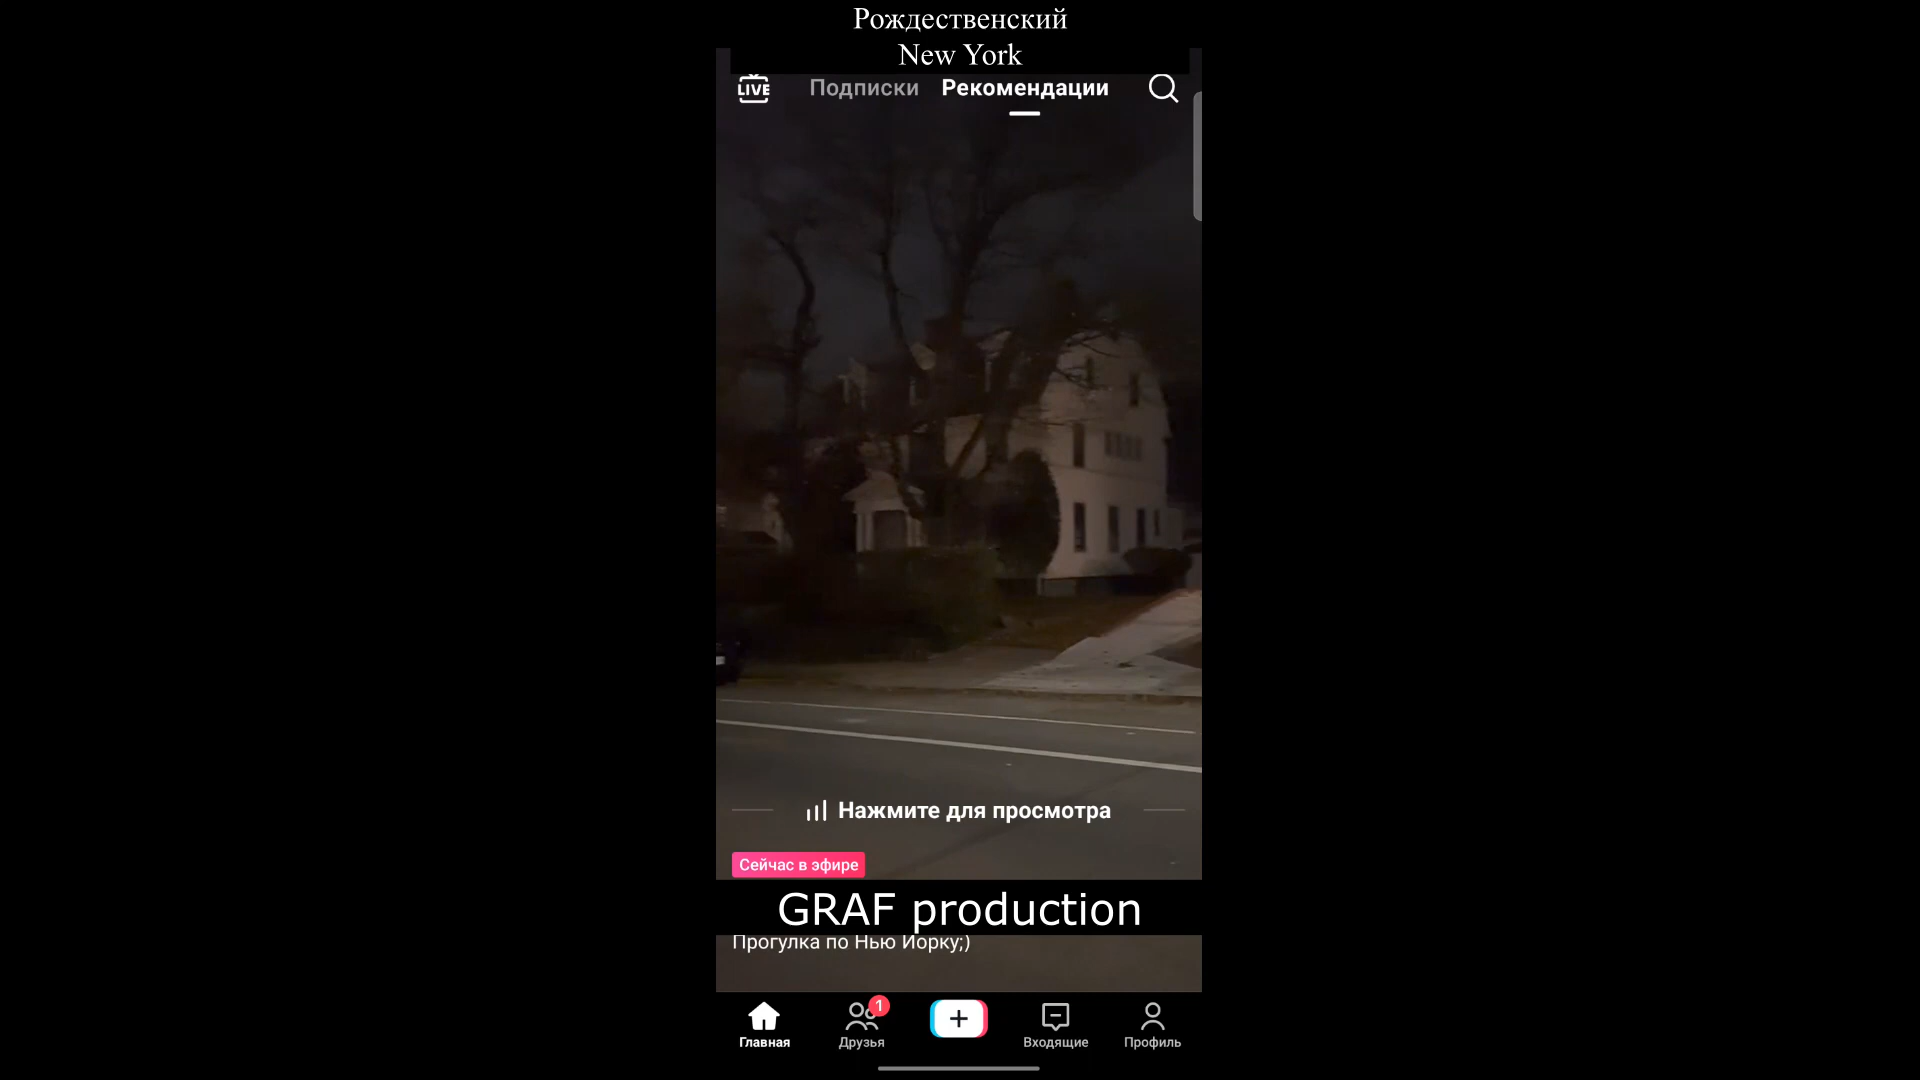 Рождественский
New York
LIVE
Подписки Рекомендации
Нажмите для просмотра
Сейчас в эфире
GRAF production
Прогулка по Нью Йорку;)
1
Главная Друзья Входящие Профиль